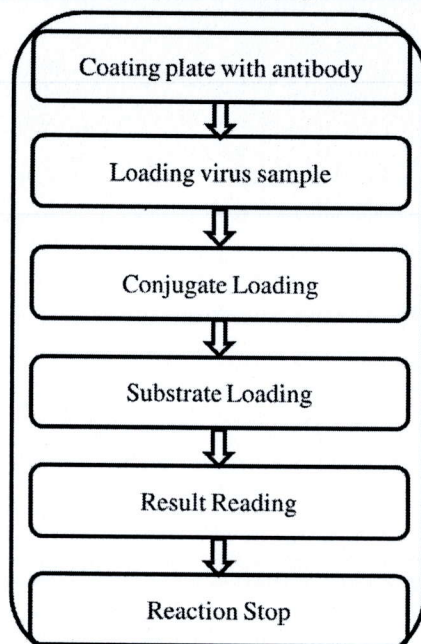 Coating plate with antibody
Loading virus sample
Conjugate Loading
Substrate Loading
Result Reading
Reaction Stop